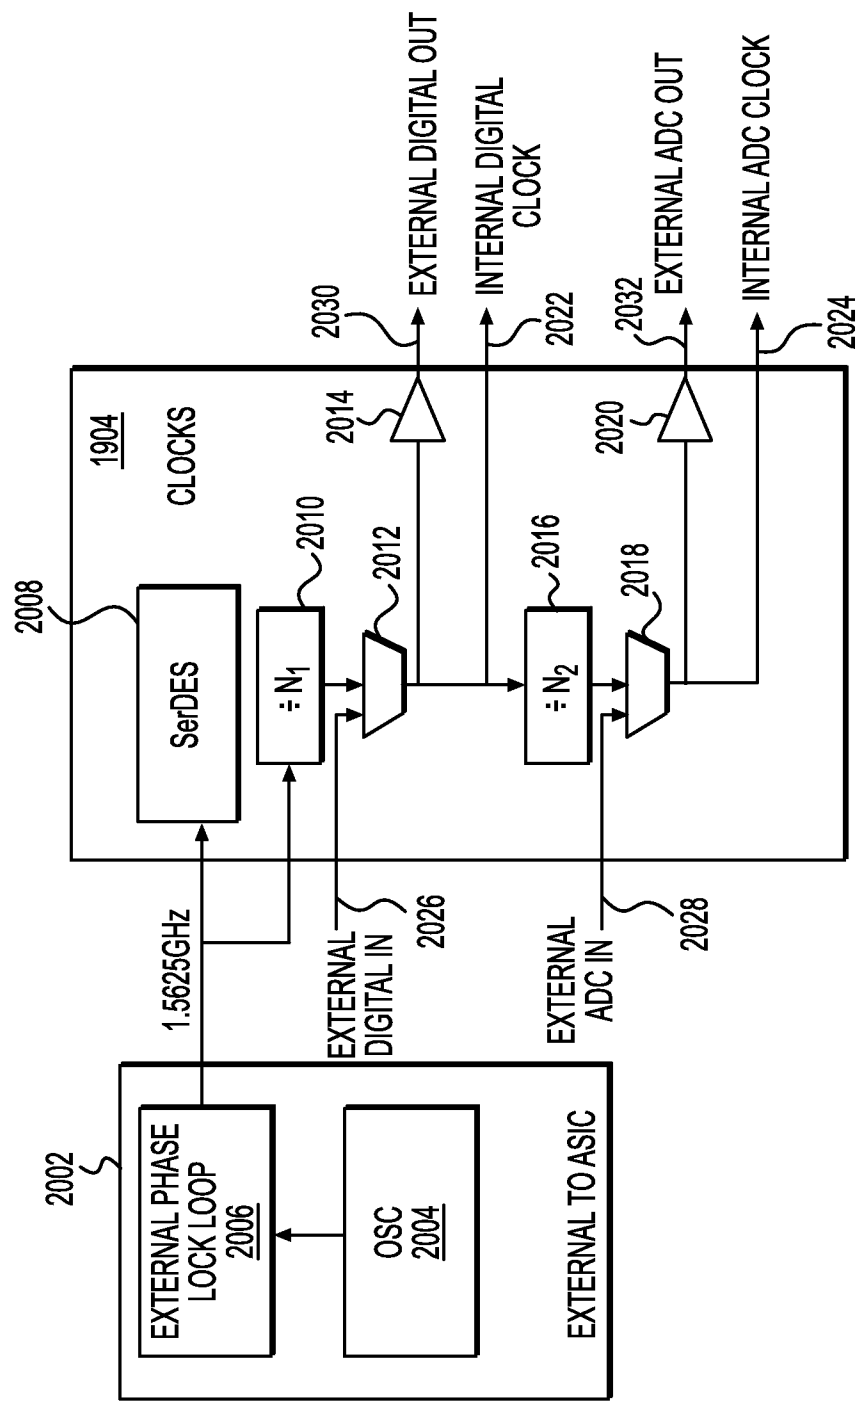 2002
EXTERNAL PHASE
LOCK LOOP
2006
OSC
2004
EXTERNAL TO ASIC
1.5625GHz
EXTERNAL
DIGITAL IN
2026
EXTERNAL
ADC IN
2028
2008
SerDES
1904
CLOCKS
÷ N1
2010
2012
÷ N2
2016
2018
2014
2030
EXTERNAL DIGITAL OUT
2022
INTERNAL DIGITAL
CLOCK
2020
2032
EXTERNAL ADC OUT
2024
INTERNAL ADC CLOCK